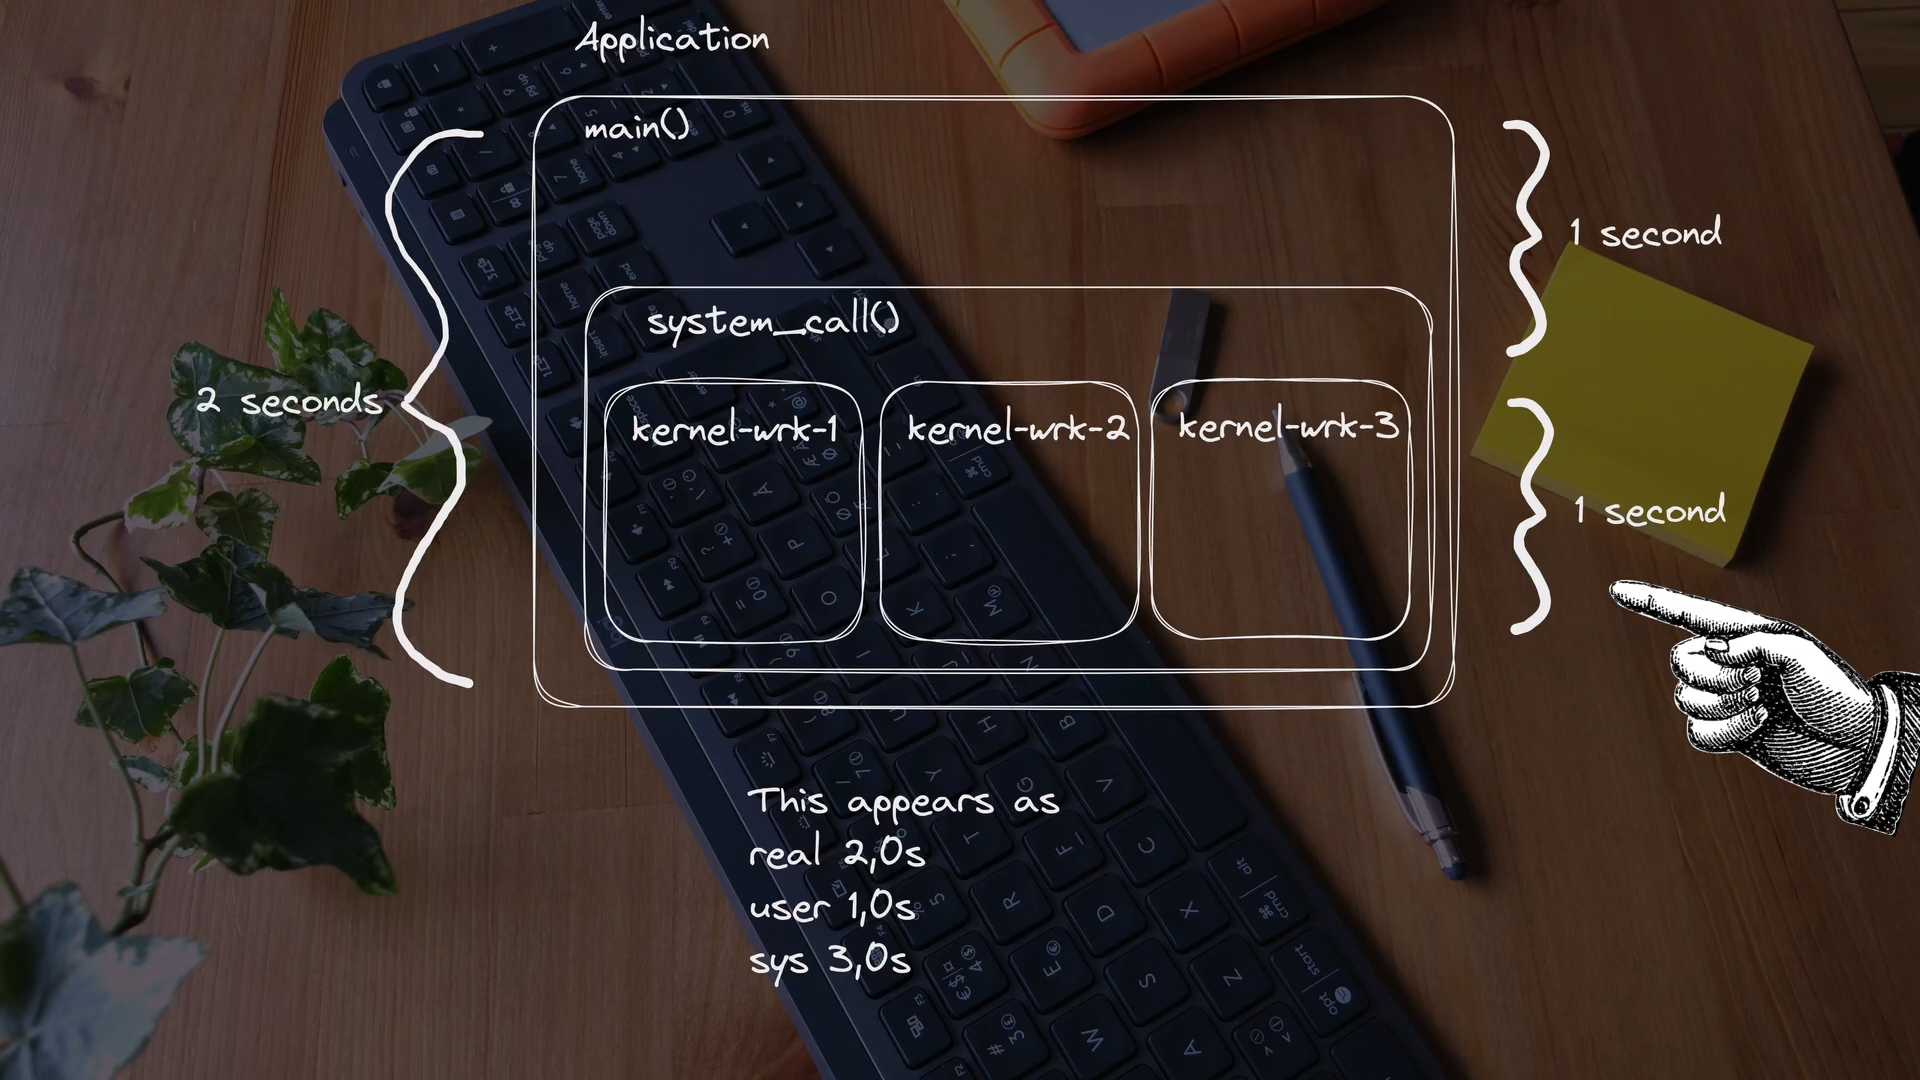 Application
main()
1 second
system_call()
2 seconds
kernel-wrk-1
kernel-wrk-2
kernel-wrk-3
1 second
This appears as
real 2,0s
user 1,0s
sys 3,0s